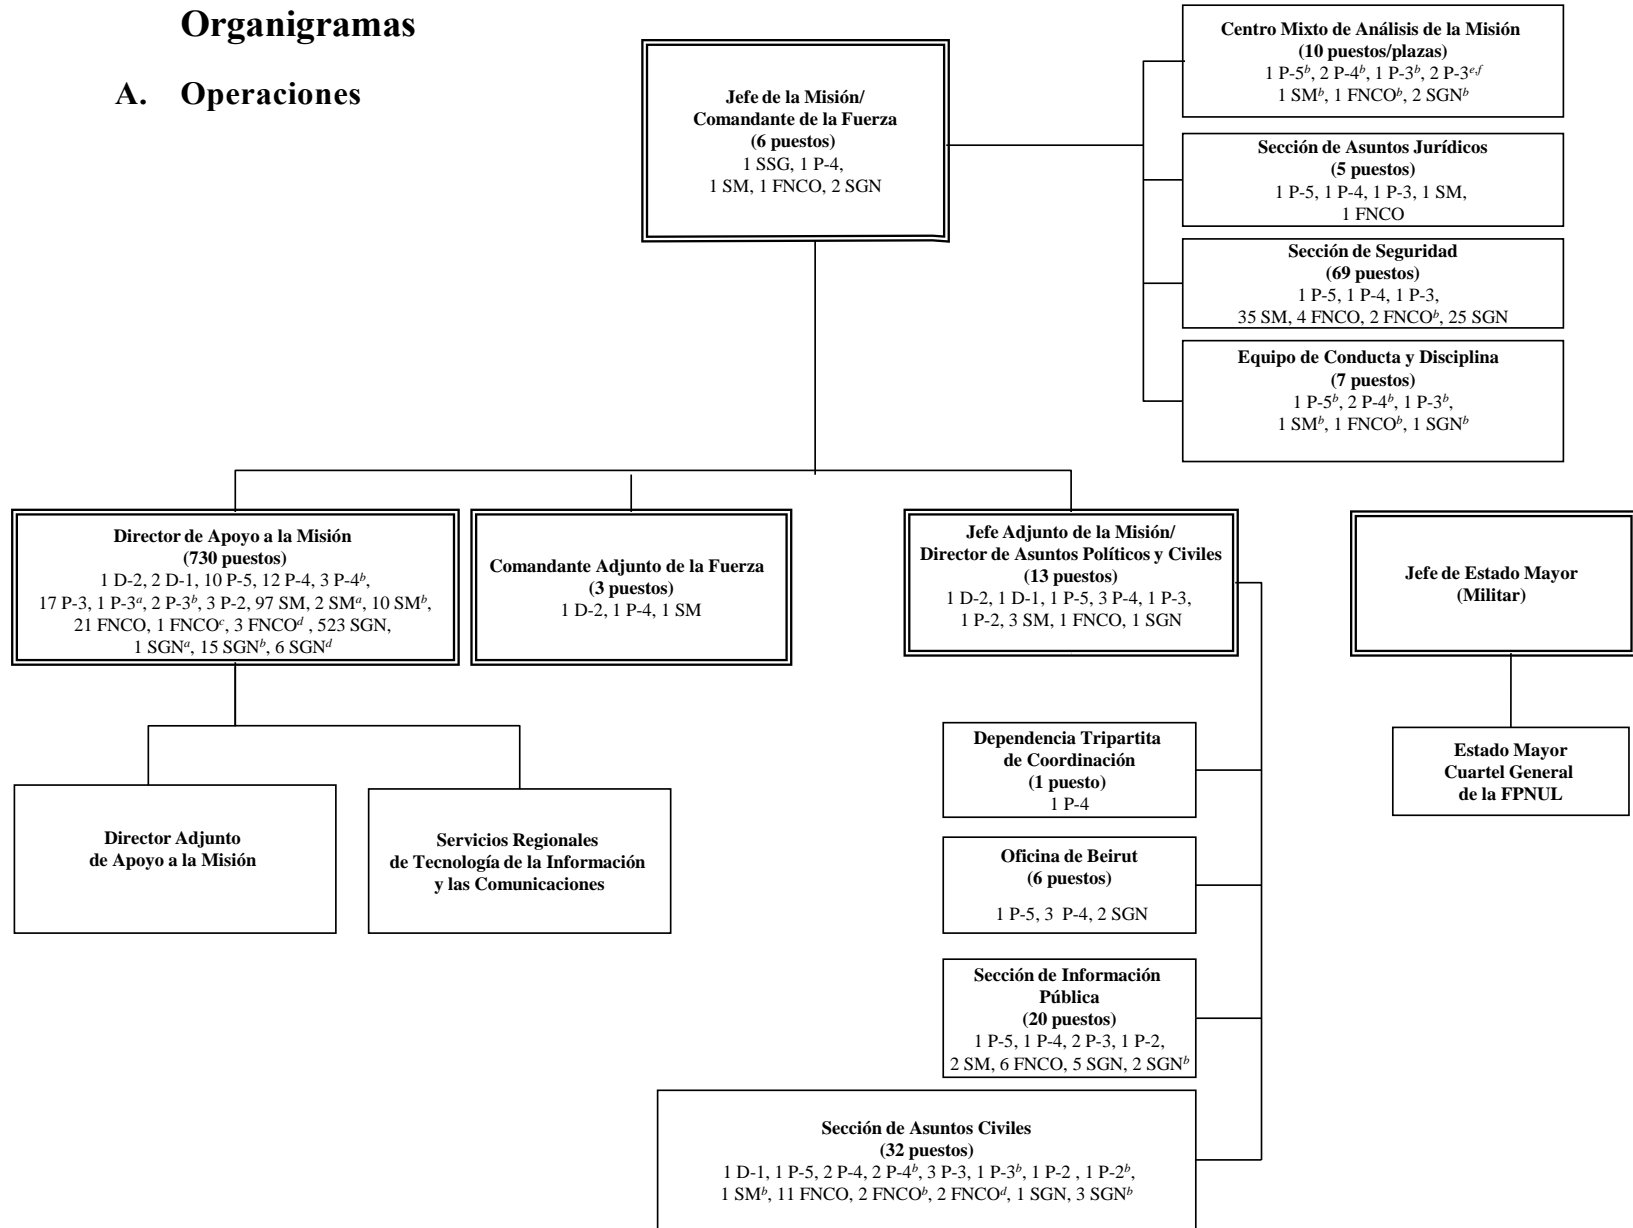 Organigramas
A. Operaciones
Jefe de la Misión/
Comandante de la Fuerza
(6 puestos)
1 SSG, 1 P-4,
1 SM, 1 FNCO, 2 SGN
Centro Mixto de Análisis de la Misión
(10 puestos/plazas)
1 P-5ᵇ, 2 P-4ᵇ, 1 P-3ᵇ, 2 P-3ᵉ,ᶠ
1 SMᵇ, 1 FNCOᵇ, 2 SGNᵇ
Sección de Asuntos Jurídicos
(5 puestos)
1 P-5, 1 P-4, 1 P-3, 1 SM,
1 FNCO
Sección de Seguridad
(69 puestos)
1 P-5, 1 P-4, 1 P-3,
35 SM, 4 FNCO, 2 FNCOᵇ, 25 SGN
Equipo de Conducta y Disciplina
(7 puestos)
1 P-5ᵇ, 2 P-4ᵇ, 1 P-3ᵇ,
1 SMᵇ, 1 FNCOᵇ, 1 SGNᵇ
Director de Apoyo a la Misión
(730 puestos)
1 D-2, 2 D-1, 10 P-5, 12 P-4, 3 P-4ᵇ,
17 P-3, 1 P-3ᵃ, 2 P-3ᵇ, 3 P-2, 97 SM, 2 SMᵃ, 10 SMᵇ,
21 FNCO, 1 FNCOᶜ, 3 FNCOᵈ , 523 SGN,
1 SGNᵃ, 15 SGNᵇ, 6 SGNᵈ
Comandante Adjunto de la Fuerza
(3 puestos)
1 D-2, 1 P-4, 1 SM
Jefe Adjunto de la Misión/
Director de Asuntos Políticos y Civiles
(13 puestos)
1 D-2, 1 D-1, 1 P-5, 3 P-4, 1 P-3,
1 P-2, 3 SM, 1 FNCO, 1 SGN
Jefe de Estado Mayor
(Militar)
Director Adjunto
de Apoyo a la Misión
Servicios Regionales
de Tecnología de la Información
y las Comunicaciones
Dependencia Tripartita
de Coordinación
(1 puesto)
1 P-4
Oficina de Beirut
(6 puestos)
1 P-5, 3 P-4, 2 SGN
Sección de Información
Pública
(20 puestos)
1 P-5, 1 P-4, 2 P-3, 1 P-2,
2 SM, 6 FNCO, 5 SGN, 2 SGNᵇ
Sección de Asuntos Civiles
(32 puestos)
1 D-1, 1 P-5, 2 P-4, 2 P-4ᵇ, 3 P-3, 1 P-3ᵇ, 1 P-2 , 1 P-2ᵇ,
1 SMᵇ, 11 FNCO, 2 FNCOᵇ, 2 FNCOᵈ, 1 SGN, 3 SGNᵇ
Estado Mayor
Cuartel General
de la FPNUL